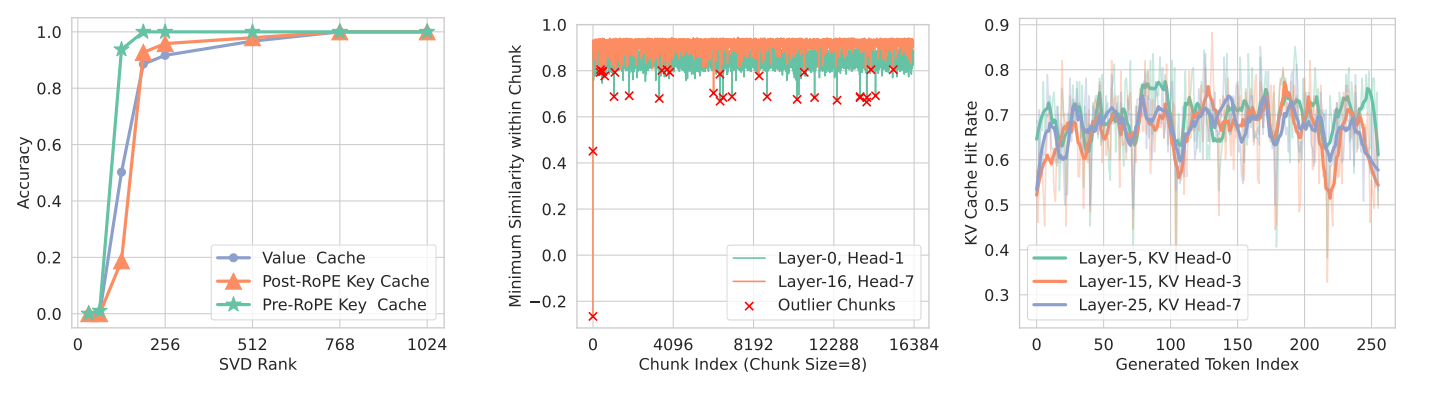 1.0
0.8
0.6
0.4
0.2
0.0
Accuracy
Value Cache
Post-RoPE Key Cache
Pre-RoPE Key Cache
0 256 512 768 1024
SVD Rank
1.0
0.8
0.6
0.4
0.2
0.0
−0.2
Minimum Similarity within Chunk
Layer-0, Head-1
Layer-16, Head-7
Outlier Chunks
0 4096 8192 12288 16384
Chunk Index (Chunk Size=8)
0.9
0.8
0.7
0.6
0.5
0.4
0.3
KV Cache Hit Rate
Layer-5, KV Head-0
Layer-15, KV Head-3
Layer-25, KV Head-7
0 50 100 150 200 250
Generated Token Index